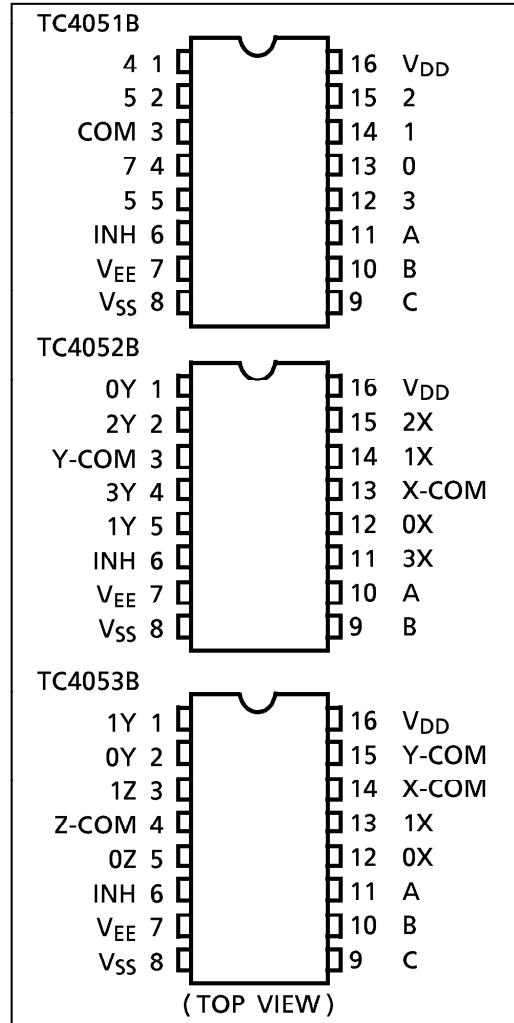 TC4051B
4 1 16 VDD
5 2 15 2
COM 3 14 1
7 4 13 0
5 5 12 3
INH 6 11 A
VEE 7 10 B
VSS 8 9 C
TC4052B
0Y 1 16 VDD
2Y 2 15 2X
Y-COM 3 14 1X
3Y 4 13 X-COM
1Y 5 12 0X
INH 6 11 3X
VEE 7 10 A
VSS 8 9 B
TC4053B
1Y 1 16 VDD
0Y 2 15 Y-COM
1Z 3 14 X-COM
Z-COM 4 13 1X
0Z 5 12 0X
INH 6 11 A
VEE 7 10 B
VSS 8 9 C
(TOP VIEW)